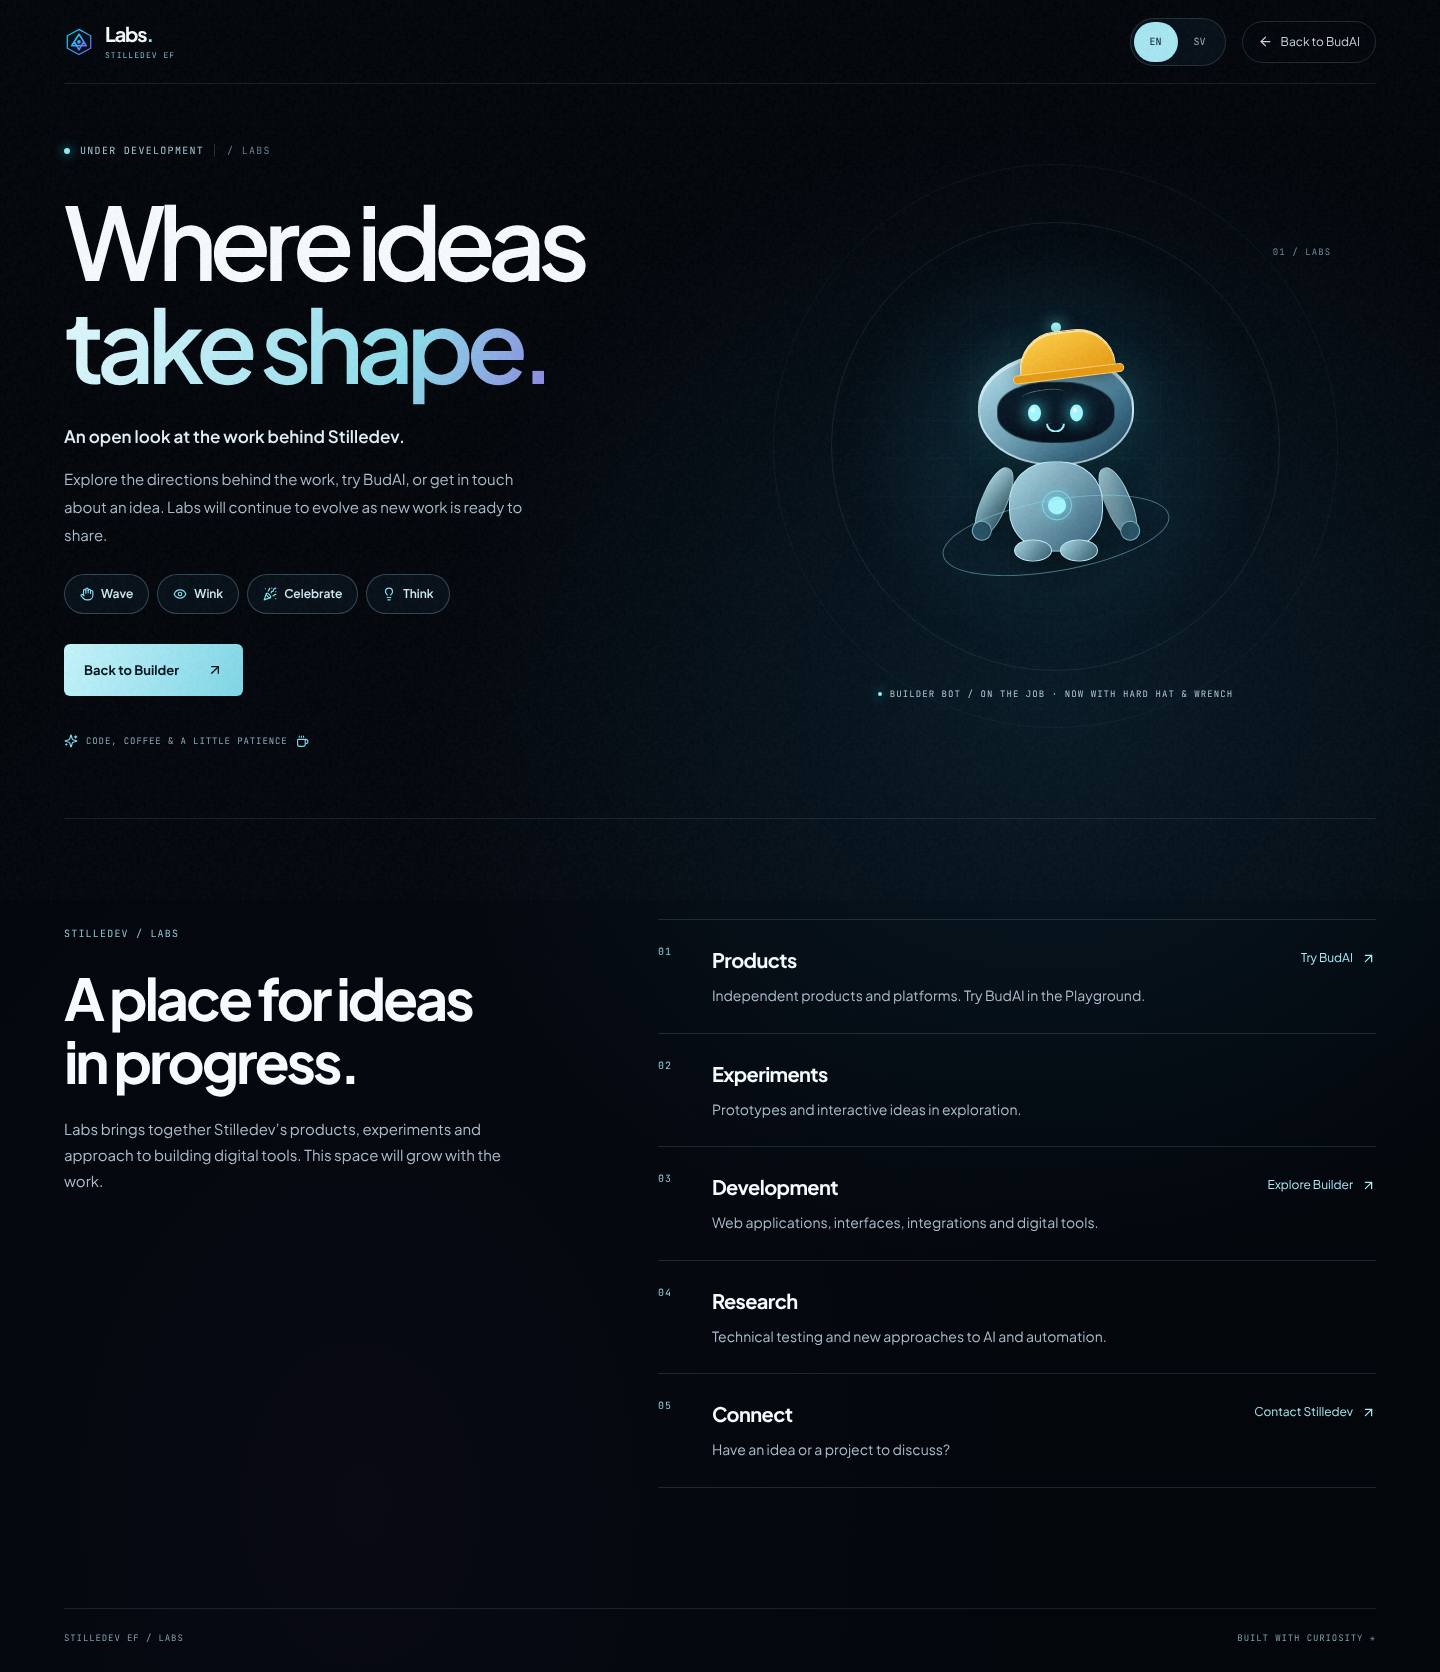 Labs.
STILLEDEV EF
EN
SV
Back to BudAI
UNDER DEVELOPMENT
/ LABS
Where ideas
take shape.
An open look at the work behind Stilledev.
Explore the directions behind the work, try BudAI, or get in touch
about an idea. Labs will continue to evolve as new work is ready to
share.
Wave
Wink
Celebrate
Think
Back to Builder
CODE, COFFEE & A LITTLE PATIENCE
01 / LABS
BUILDER BOT / ON THE JOB · NOW WITH HARD HAT & WRENCH
STILLEDEV / LABS
A place for ideas
in progress.
Labs brings together Stilledev's products, experiments and
approach to building digital tools. This space will grow with the
work.
01
Products
Try BudAI
Independent products and platforms. Try BudAI in the Playground.
02
Experiments
Prototypes and interactive ideas in exploration.
03
Development
Explore Builder
Web applications, interfaces, integrations and digital tools.
04
Research
Technical testing and new approaches to AI and automation.
05
Connect
Contact Stilledev
Have an idea or a project to discuss?
STILLEDEV EF / LABS
BUILT WITH CURIOSITY ✳